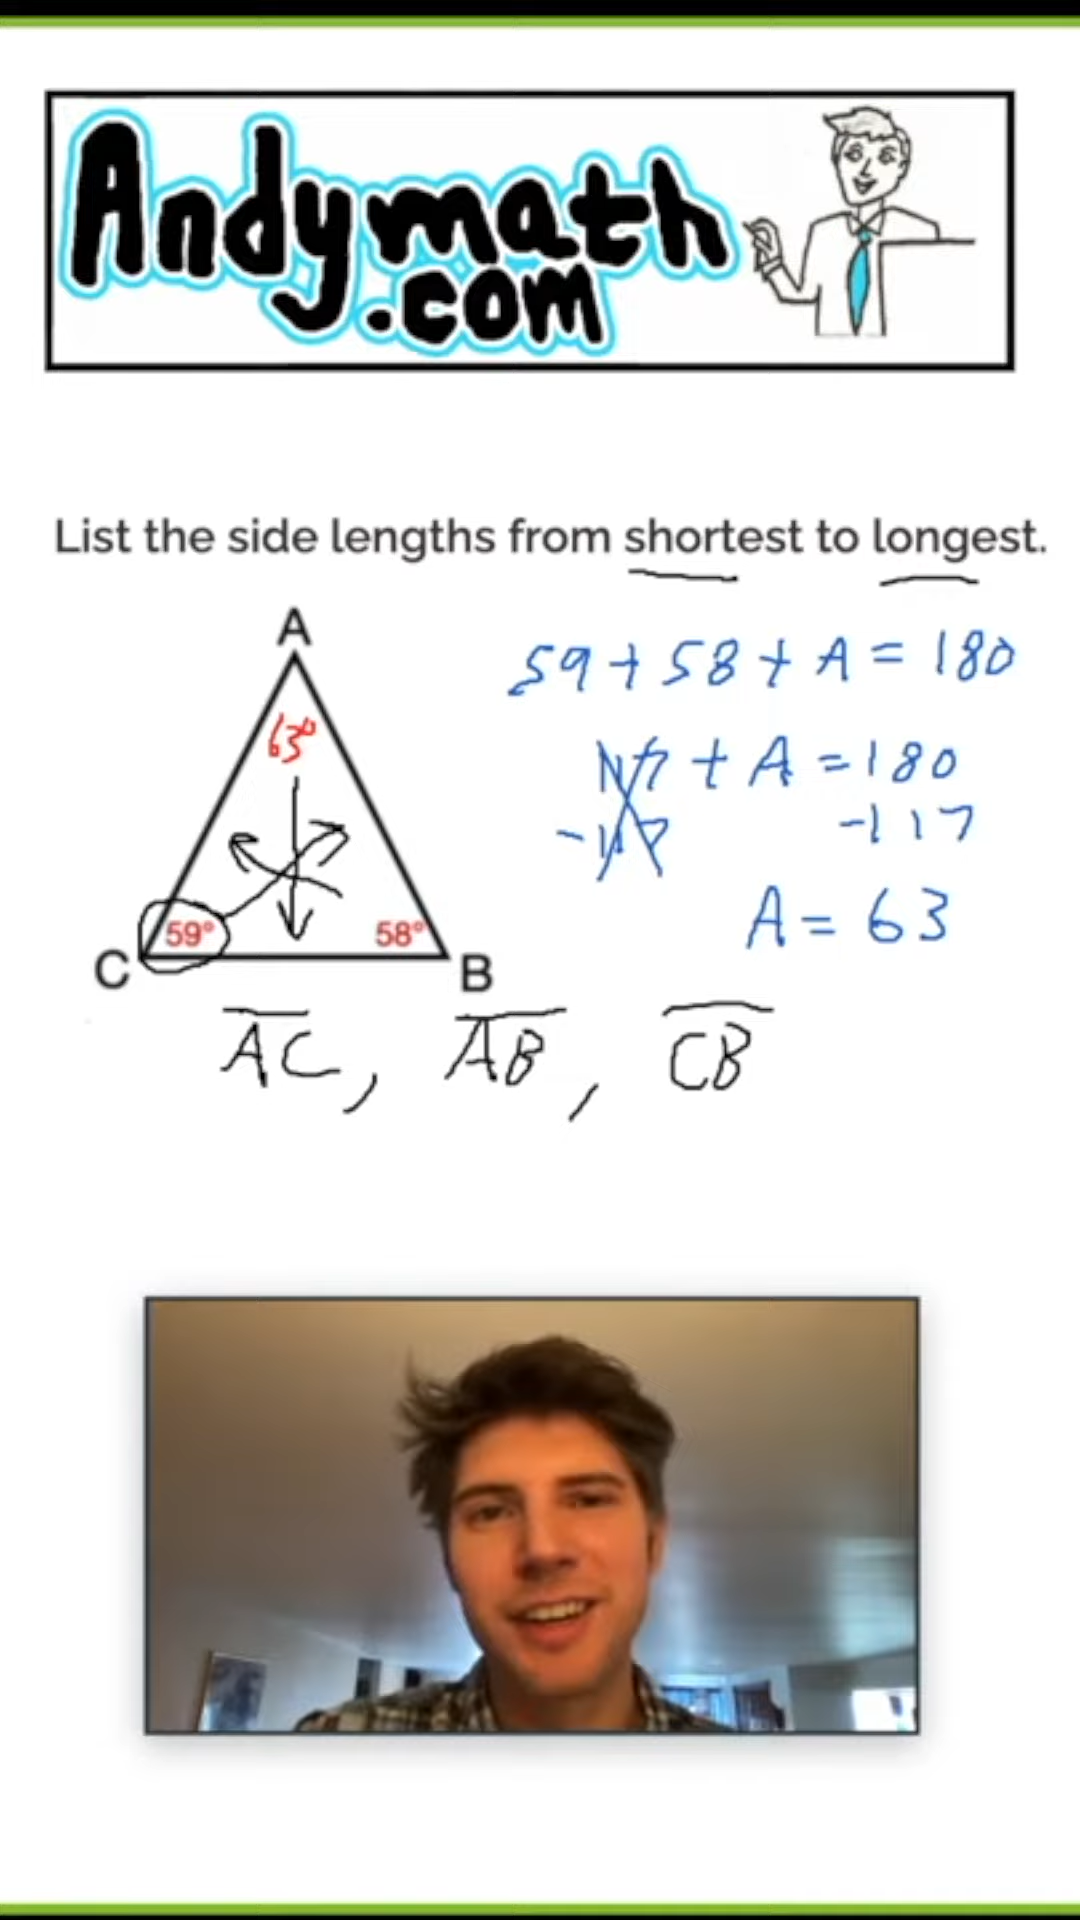 Andymath
.com
List the side lengths from shortest to longest.
A
59 + 58 + A = 180
63°
117 + A = 180
-117 -117
A = 63
59° 58°
C B
AC, AB, CB